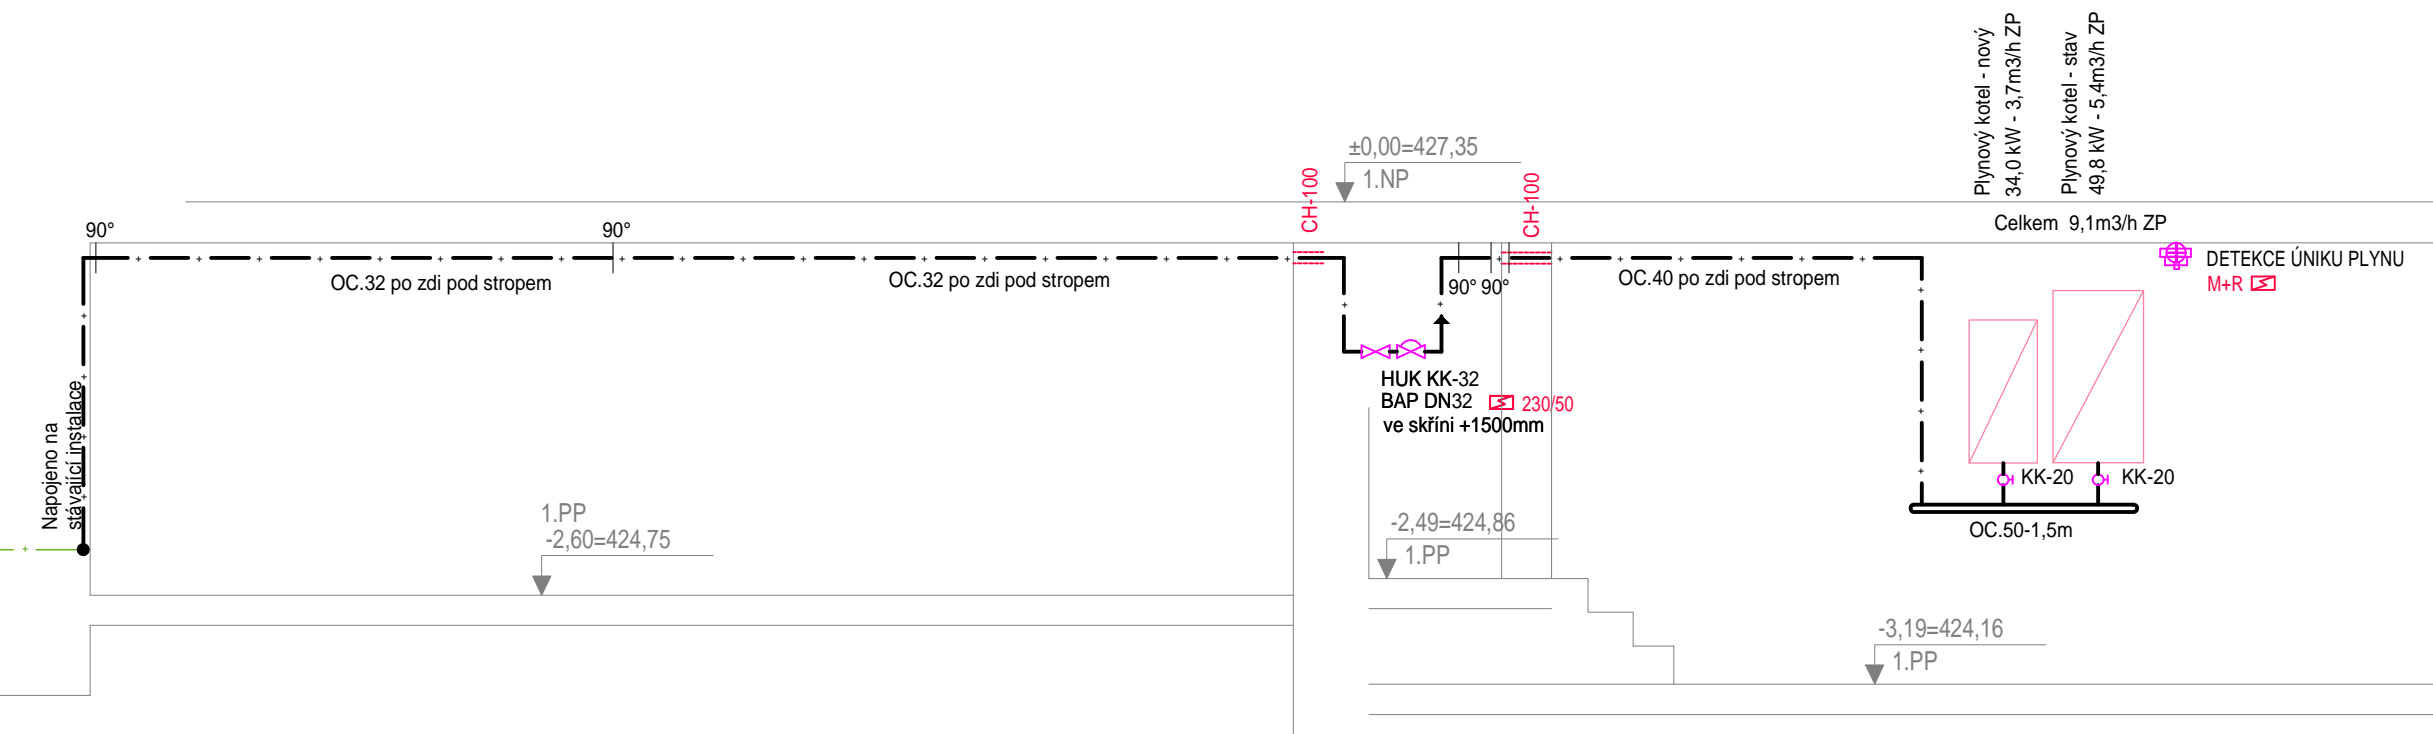 Plynový kotel - nový
34,0 kW - 3,7m3/h ZP
Plynový kotel - stav
49,8 kW - 5,4m3/h ZP
±0,00=427,35
1.NP
CH-100
CH-100
Celkem  9,1m3/h ZP
90°
90°
DETEKCE ÚNIKU PLYNU
M+R
OC.32 po zdi pod stropem
OC.32 po zdi pod stropem
90° 90°
OC.40 po zdi pod stropem
HUK KK-32
BAP DN32
230/50
ve skříni +1500mm
Napojeno na
stávající instalace
KK-20
KK-20
OC.50-1,5m
1.PP
-2,60=424,75
-2,49=424,86
1.PP
-3,19=424,16
1.PP